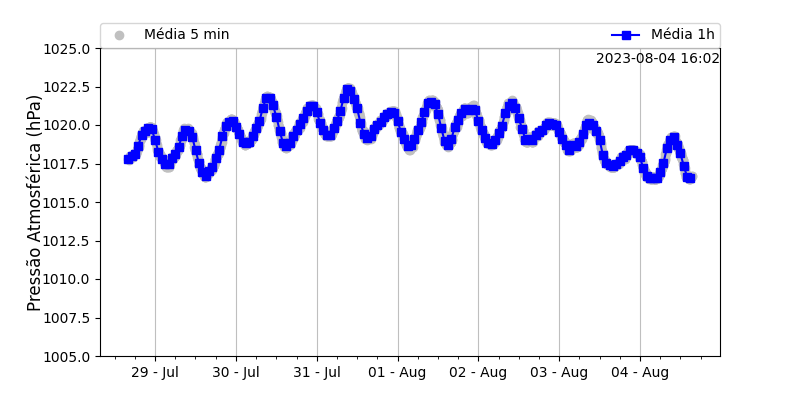 Média 5 min
Média 1h
2023-08-04 16:02
Pressão Atmosférica (hPa)
1025.0
1022.5
1020.0
1017.5
1015.0
1012.5
1010.0
1007.5
1005.0
29 - Jul
30 - Jul
31 - Jul
01 - Aug
02 - Aug
03 - Aug
04 - Aug